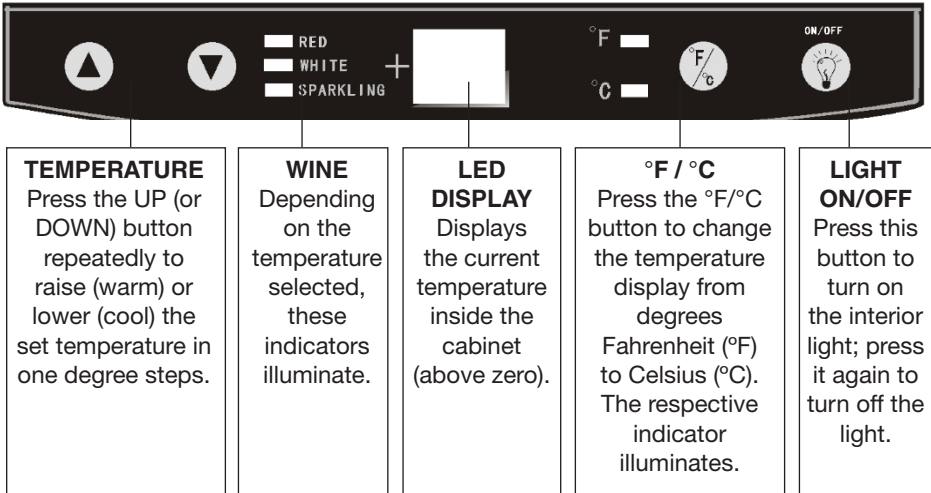 RED
WHITE
SPARKLING
+
°F
°C
°F/°C
ON/OFF
TEMPERATURE
Press the UP (or
DOWN) button
repeatedly to
raise (warm) or
lower (cool) the
set temperature in
one degree steps.
WINE
Depending
on the
temperature
selected,
these
indicators
illuminate.
LED
DISPLAY
Displays
the current
temperature
inside the
cabinet
(above zero).
°F / °C
Press the °F/°C
button to change
the temperature
display from
degrees
Fahrenheit (ºF)
to Celsius (ºC).
The respective
indicator
illuminates.
LIGHT
ON/OFF
Press this
button to
turn on
the interior
light; press
it again to
turn off the
light.